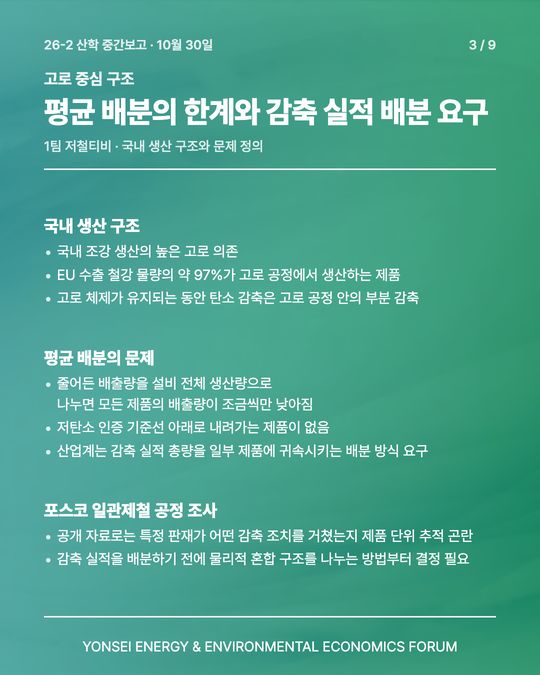 26-2 산학 중간보고 · 10월 30일
3 / 9
고로 중심 구조
평균 배분의 한계와 감축 실적 배분 요구
1팀 저철티비 · 국내 생산 구조와 문제 정의
국내 생산 구조
• 국내 조강 생산의 높은 고로 의존
• EU 수출 철강 물량의 약 97%가 고로 공정에서 생산하는 제품
• 고로 체제가 유지되는 동안 탄소 감축은 고로 공정 안의 부분 감축
평균 배분의 문제
• 줄어든 배출량을 설비 전체 생산량으로
나누면 모든 제품의 배출량이 조금씩만 낮아짐
• 저탄소 인증 기준선 아래로 내려가는 제품이 없음
• 산업계는 감축 실적 총량을 일부 제품에 귀속시키는 배분 방식 요구
포스코 일관제철 공정 조사
• 공개 자료로는 특정 판재가 어떤 감축 조치를 거쳤는지 제품 단위 추적 곤란
• 감축 실적을 배분하기 전에 물리적 혼합 구조를 나누는 방법부터 결정 필요
YONSEI ENERGY & ENVIRONMENTAL ECONOMICS FORUM